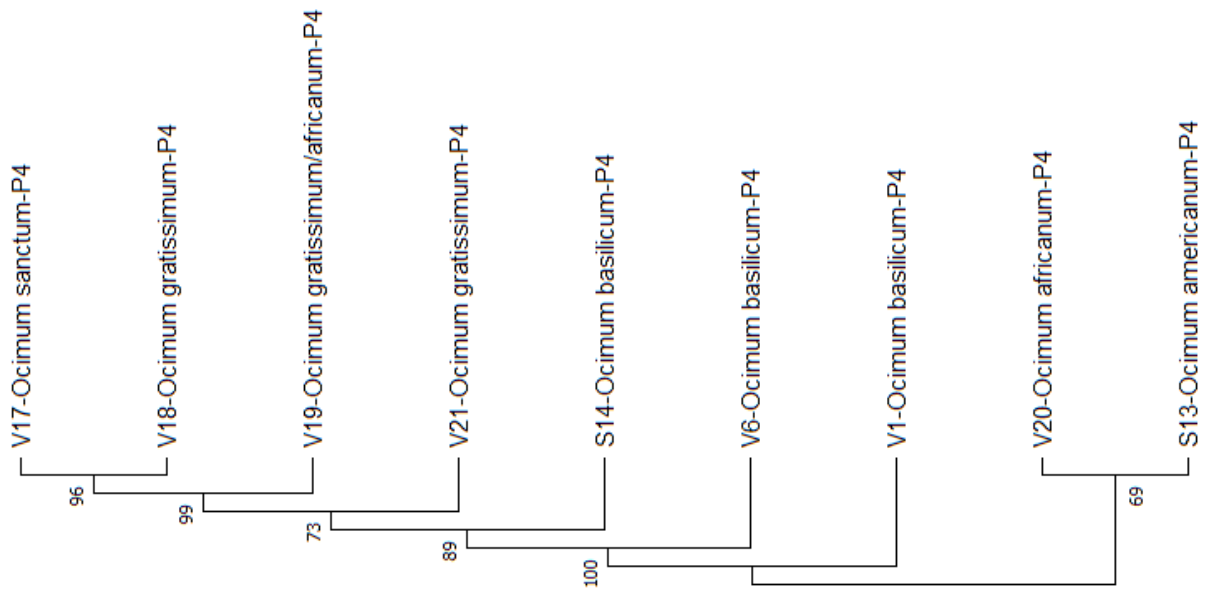 V17-Ocimum sanctum-P4
V18-Ocimum gratissimum-P4
V19-Ocimum gratissimum/africanum-P4
V21-Ocimum gratissimum-P4
S14-Ocimum basilicum-P4
V6-Ocimum basilicum-P4
V1-Ocimum basilicum-P4
V20-Ocimum africanum-P4
S13-Ocimum americanum-P4
96
99
73
89
100
69